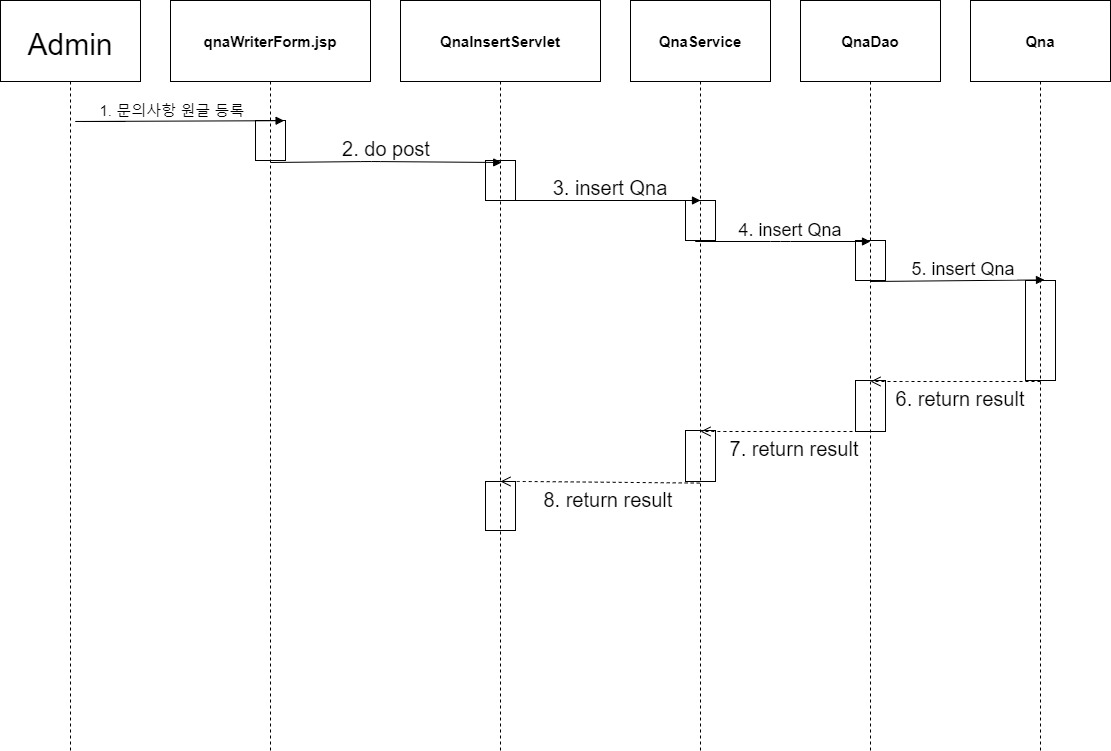 Admin
qnaWriterForm.jsp
QnaInsertServlet
QnaService
QnaDao
Qna
1. 문의사항 원글 등록
2. do post
3. insert Qna
4. insert Qna
5. insert Qna
6. return result
7. return result
8. return result